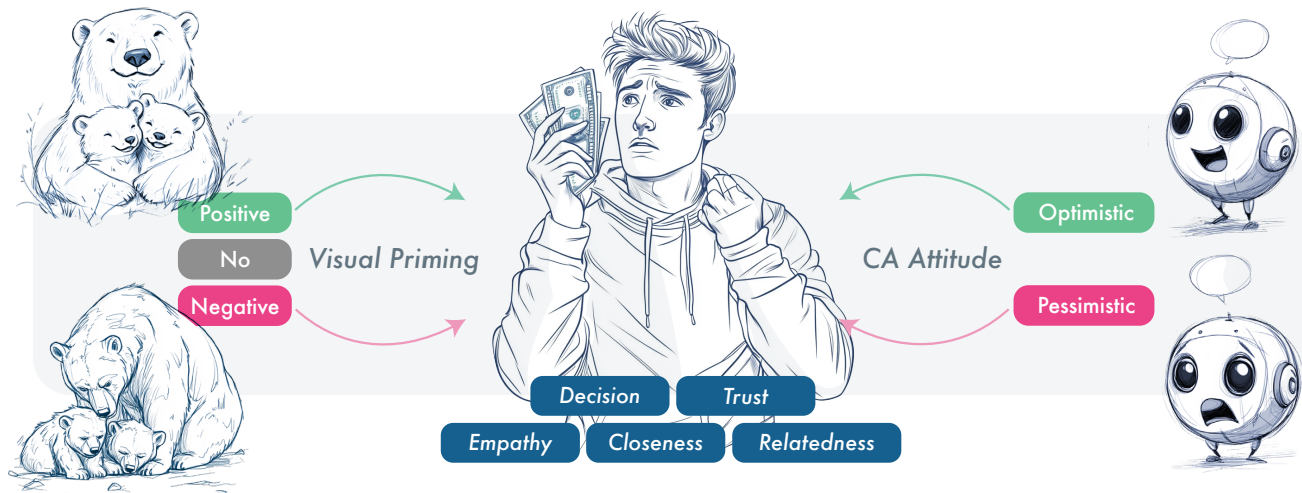 Positive
No
Negative
Visual Priming
CA Attitude
Optimistic
Pessimistic
Decision
Trust
Empathy
Closeness
Relatedness